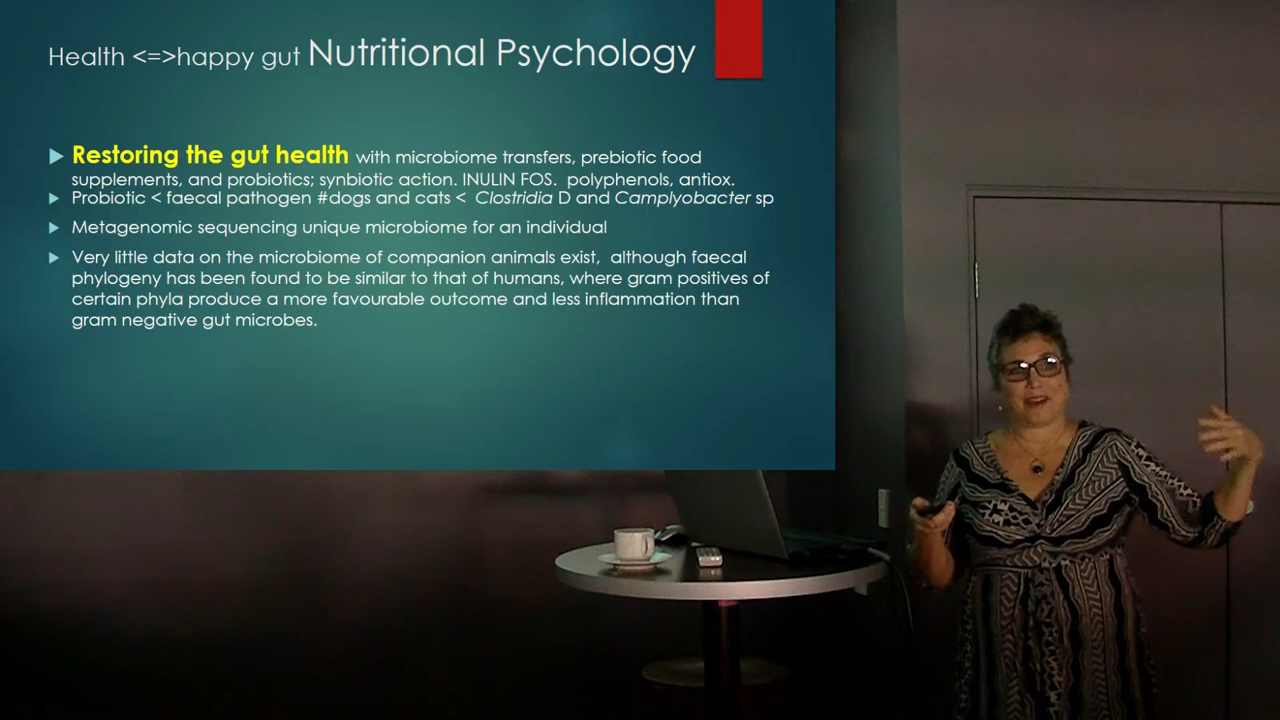 Health <=>happy gut Nutritional Psychology
Restoring the gut health with microbiome transfers, prebiotic food
supplements, and probiotics; synbiotic action. INULIN FOS.  polyphenols, antiox.
Probiotic < faecal pathogen #dogs and cats <  Clostridia D and Camplyobacter sp
Metagenomic sequencing unique microbiome for an individual
Very little data on the microbiome of companion animals exist,  although faecal
phylogeny has been found to be similar to that of humans, where gram positives of
certain phyla produce a more favourable outcome and less inflammation than
gram negative gut microbes.